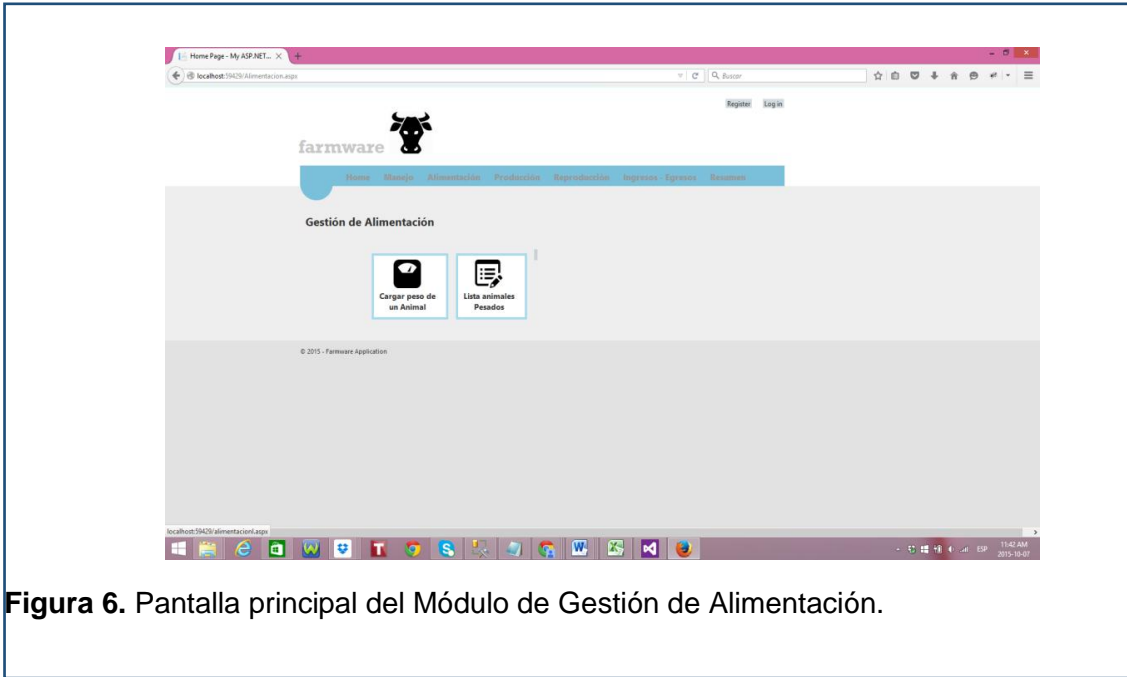 Home Page - My ASP.NET...
localhost:59429/Alimentacion.aspx
Buscar
Register Log in
farmware
Home Manejo Alimentación Producción Reproducción Ingresos - Egresos Resumen
Gestión de Alimentación
Cargar peso de
un Animal
Lista animales
Pesados
© 2015 - Farmware Application
localhost:59429/alimentacionl.aspx
ESP
11:42 AM
2015-10-07
Figura 6. Pantalla principal del Módulo de Gestión de Alimentación.